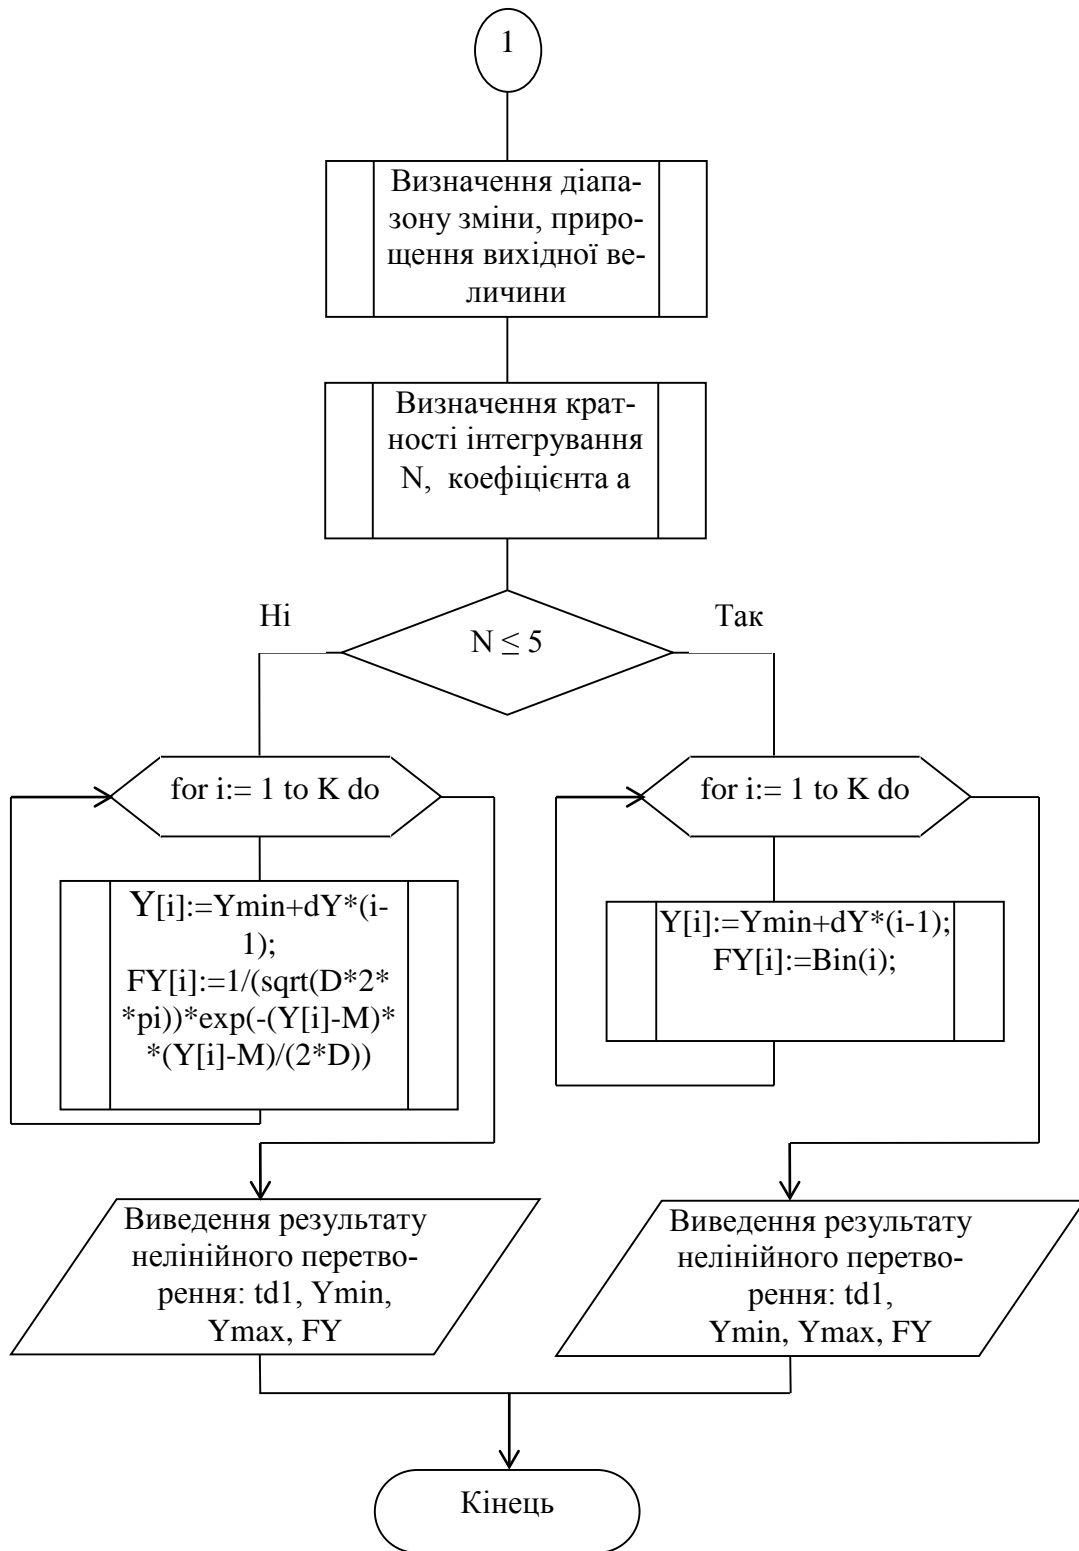 1
Визначення діапа-
зону зміни, приро-
щення вихідної ве-
личини
Визначення крат-
ності інтегрування
N, коефіцієнта a
Ні
Так
N ≤ 5
for i:= 1 to K do
Y[i]:=Ymin+dY*(i-
1);
FY[i]:=1/(sqrt(D*2*
*pi))*exp(-(Y[i]-M)*
*(Y[i]-M)/(2*D))
for i:= 1 to K do
Y[i]:=Ymin+dY*(i-1);
FY[i]:=Bin(i);
Виведення результату
нелінійного перетво-
рення: td1, Ymin,
Ymax, FY
Виведення результату
нелінійного перетво-
рення: td1,
Ymin, Ymax, FY
Кінець